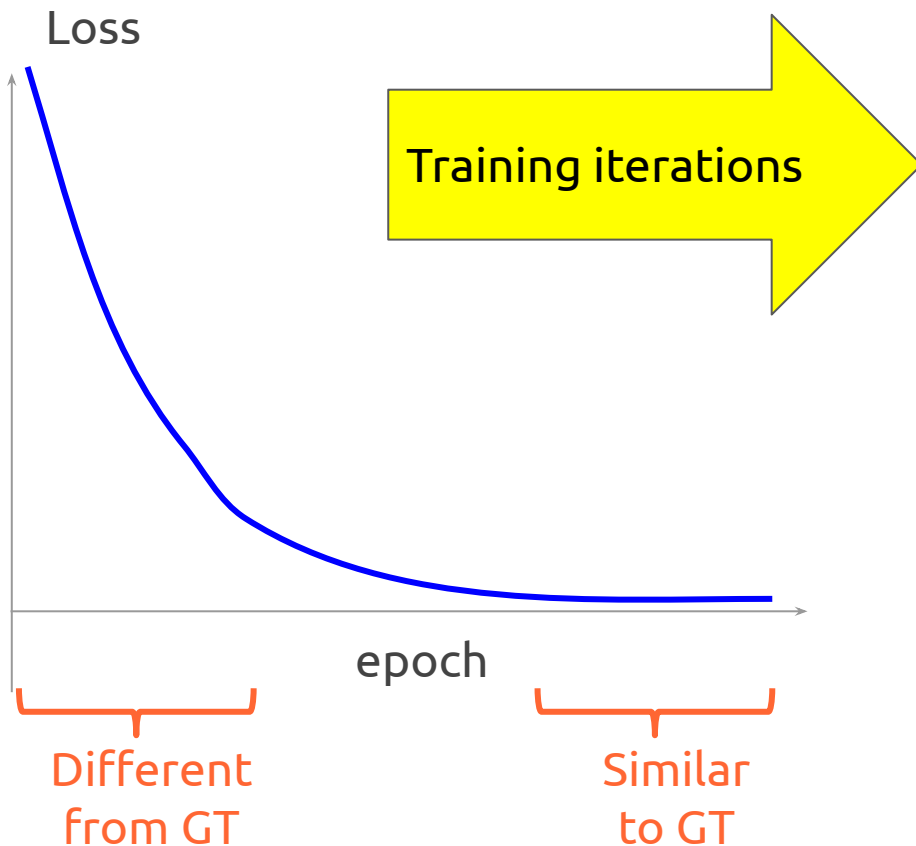 Loss
Training iterations
epoch
Different
from GT
Similar
to GT